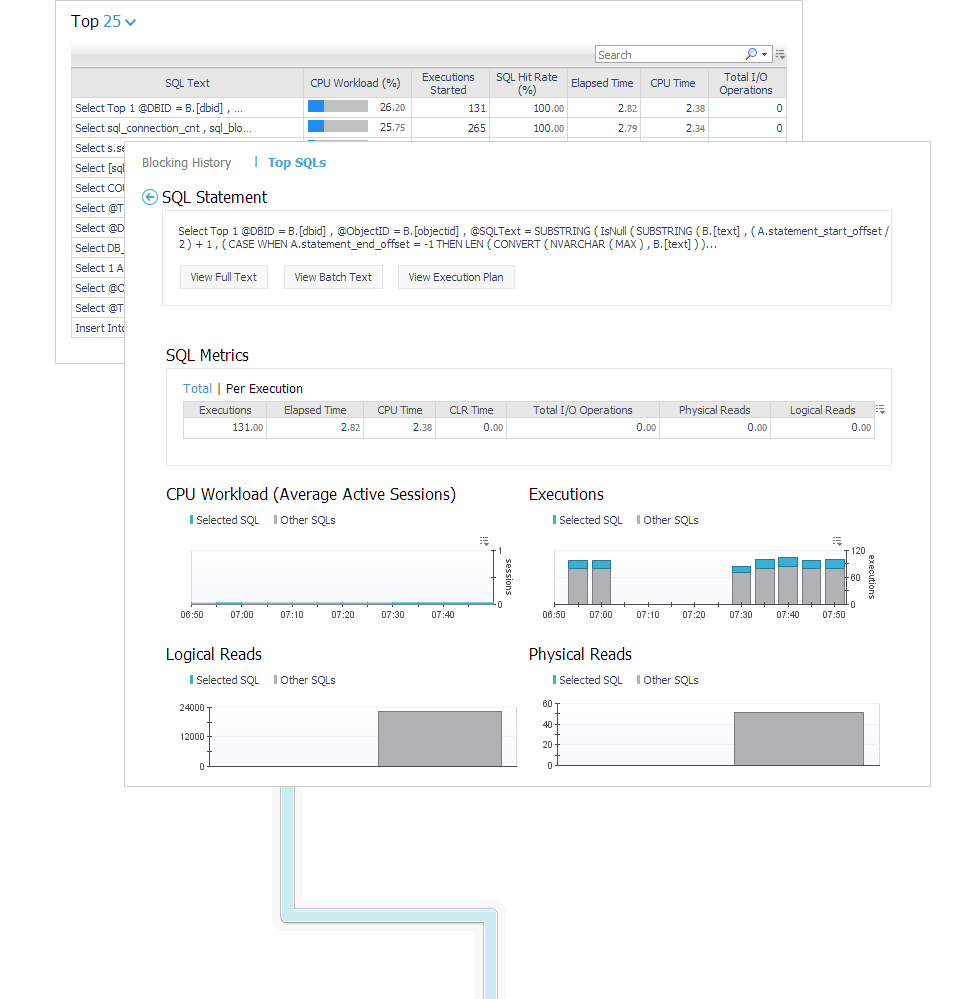 Top 25
Search
SQL Text CPU Workload (%) Executions Started SQL Hit Rate (%) Elapsed Time CPU Time Total I/O Operations
Select Top 1 @DBID = B.[dbid] , ... 26.20 131 100.00 2.82 2.38 0
Select sql_connection_cnt , sql_blo... 25.75 265 100.00 2.79 2.34 0
Select s.se
Select [sql
Select COU
Select @T
Select @D
Select DB_
Select 1 A
Select @O
Select @T
Insert Into
Blocking History | Top SQLs
SQL Statement
Select Top 1 @DBID = B.[dbid] , @ObjectID = B.[objectid] , @SQLText = SUBSTRING ( IsNull ( SUBSTRING ( B.[text] , ( A.statement_start_offset /
2 ) + 1 , ( CASE WHEN A.statement_end_offset = -1 THEN LEN ( CONVERT ( NVARCHAR ( MAX ) , B.[text] ) )...
View Full Text View Batch Text View Execution Plan
SQL Metrics
Total | Per Execution
Executions Elapsed Time CPU Time CLR Time Total I/O Operations Physical Reads Logical Reads
131.00 2.82 2.38 0.00 0.00 0.00 0.00
CPU Workload (Average Active Sessions)
Selected SQL Other SQLs
1
sessions
0
06:50 07:00 07:10 07:20 07:30 07:40
Executions
Selected SQL Other SQLs
120
60
executions
0
06:50 07:00 07:10 07:20 07:30 07:40 07:50
Logical Reads
Selected SQL Other SQLs
24000
12000
0
Physical Reads
Selected SQL Other SQLs
60
40
20
0